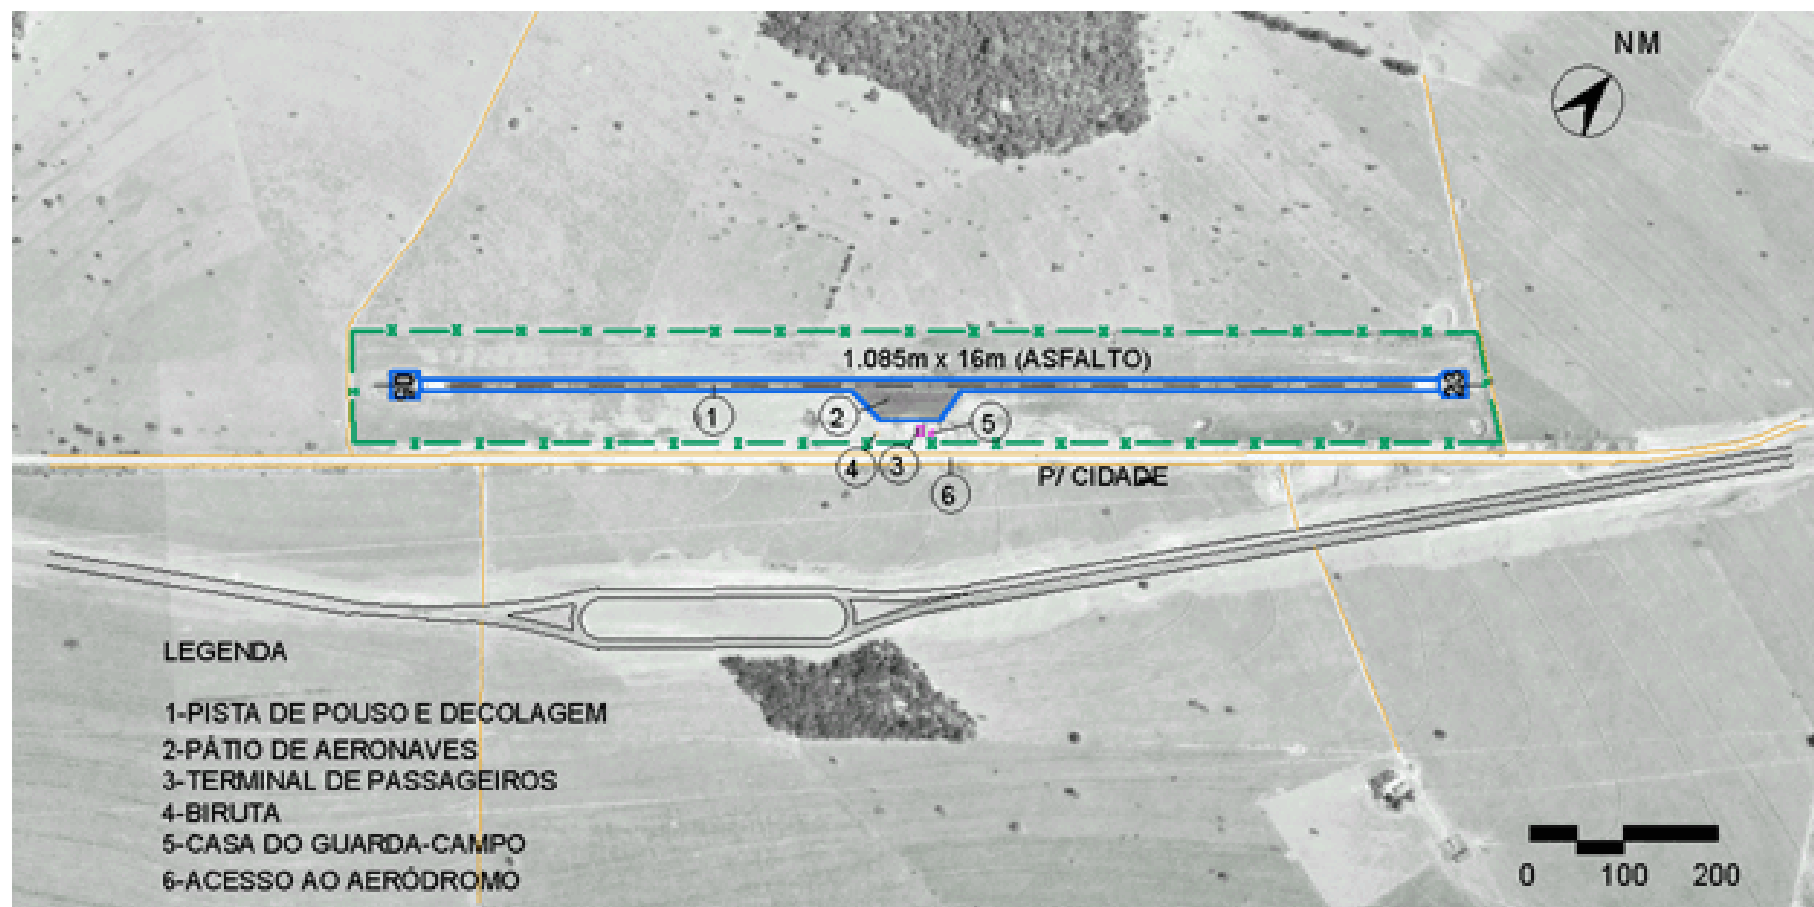 NM
1.085m x 16m (ASFALTO)
23
1
2
5
4
3
6
P/ CIDADE
LEGENDA
1-PISTA DE POUSO E DECOLAGEM
2-PÁTIO DE AERONAVES
3-TERMINAL DE PASSAGEIROS
4-BIRUTA
5-CASA DO GUARDA-CAMPO
6-ACESSO AO AERÓDROMO
0 100 200